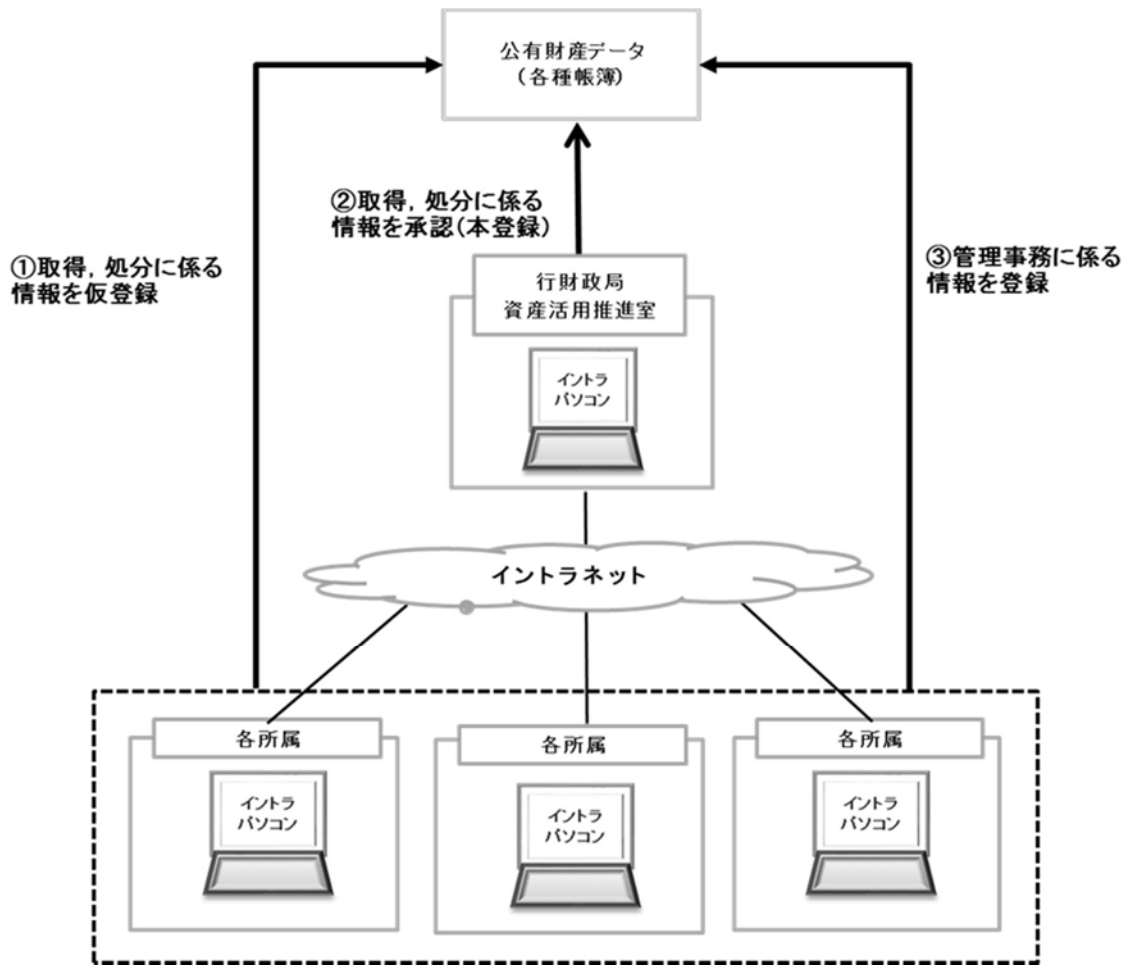 公有財産データ
（各種帳簿）
②取得，処分に係る
情報を承認（本登録）
①取得，処分に係る
情報を仮登録
③管理事務に係る
情報を登録
行財政局
資産活用推進室
イントラ
パソコン
イントラネット
各所属
各所属
各所属
イントラ
パソコン
イントラ
パソコン
イントラ
パソコン